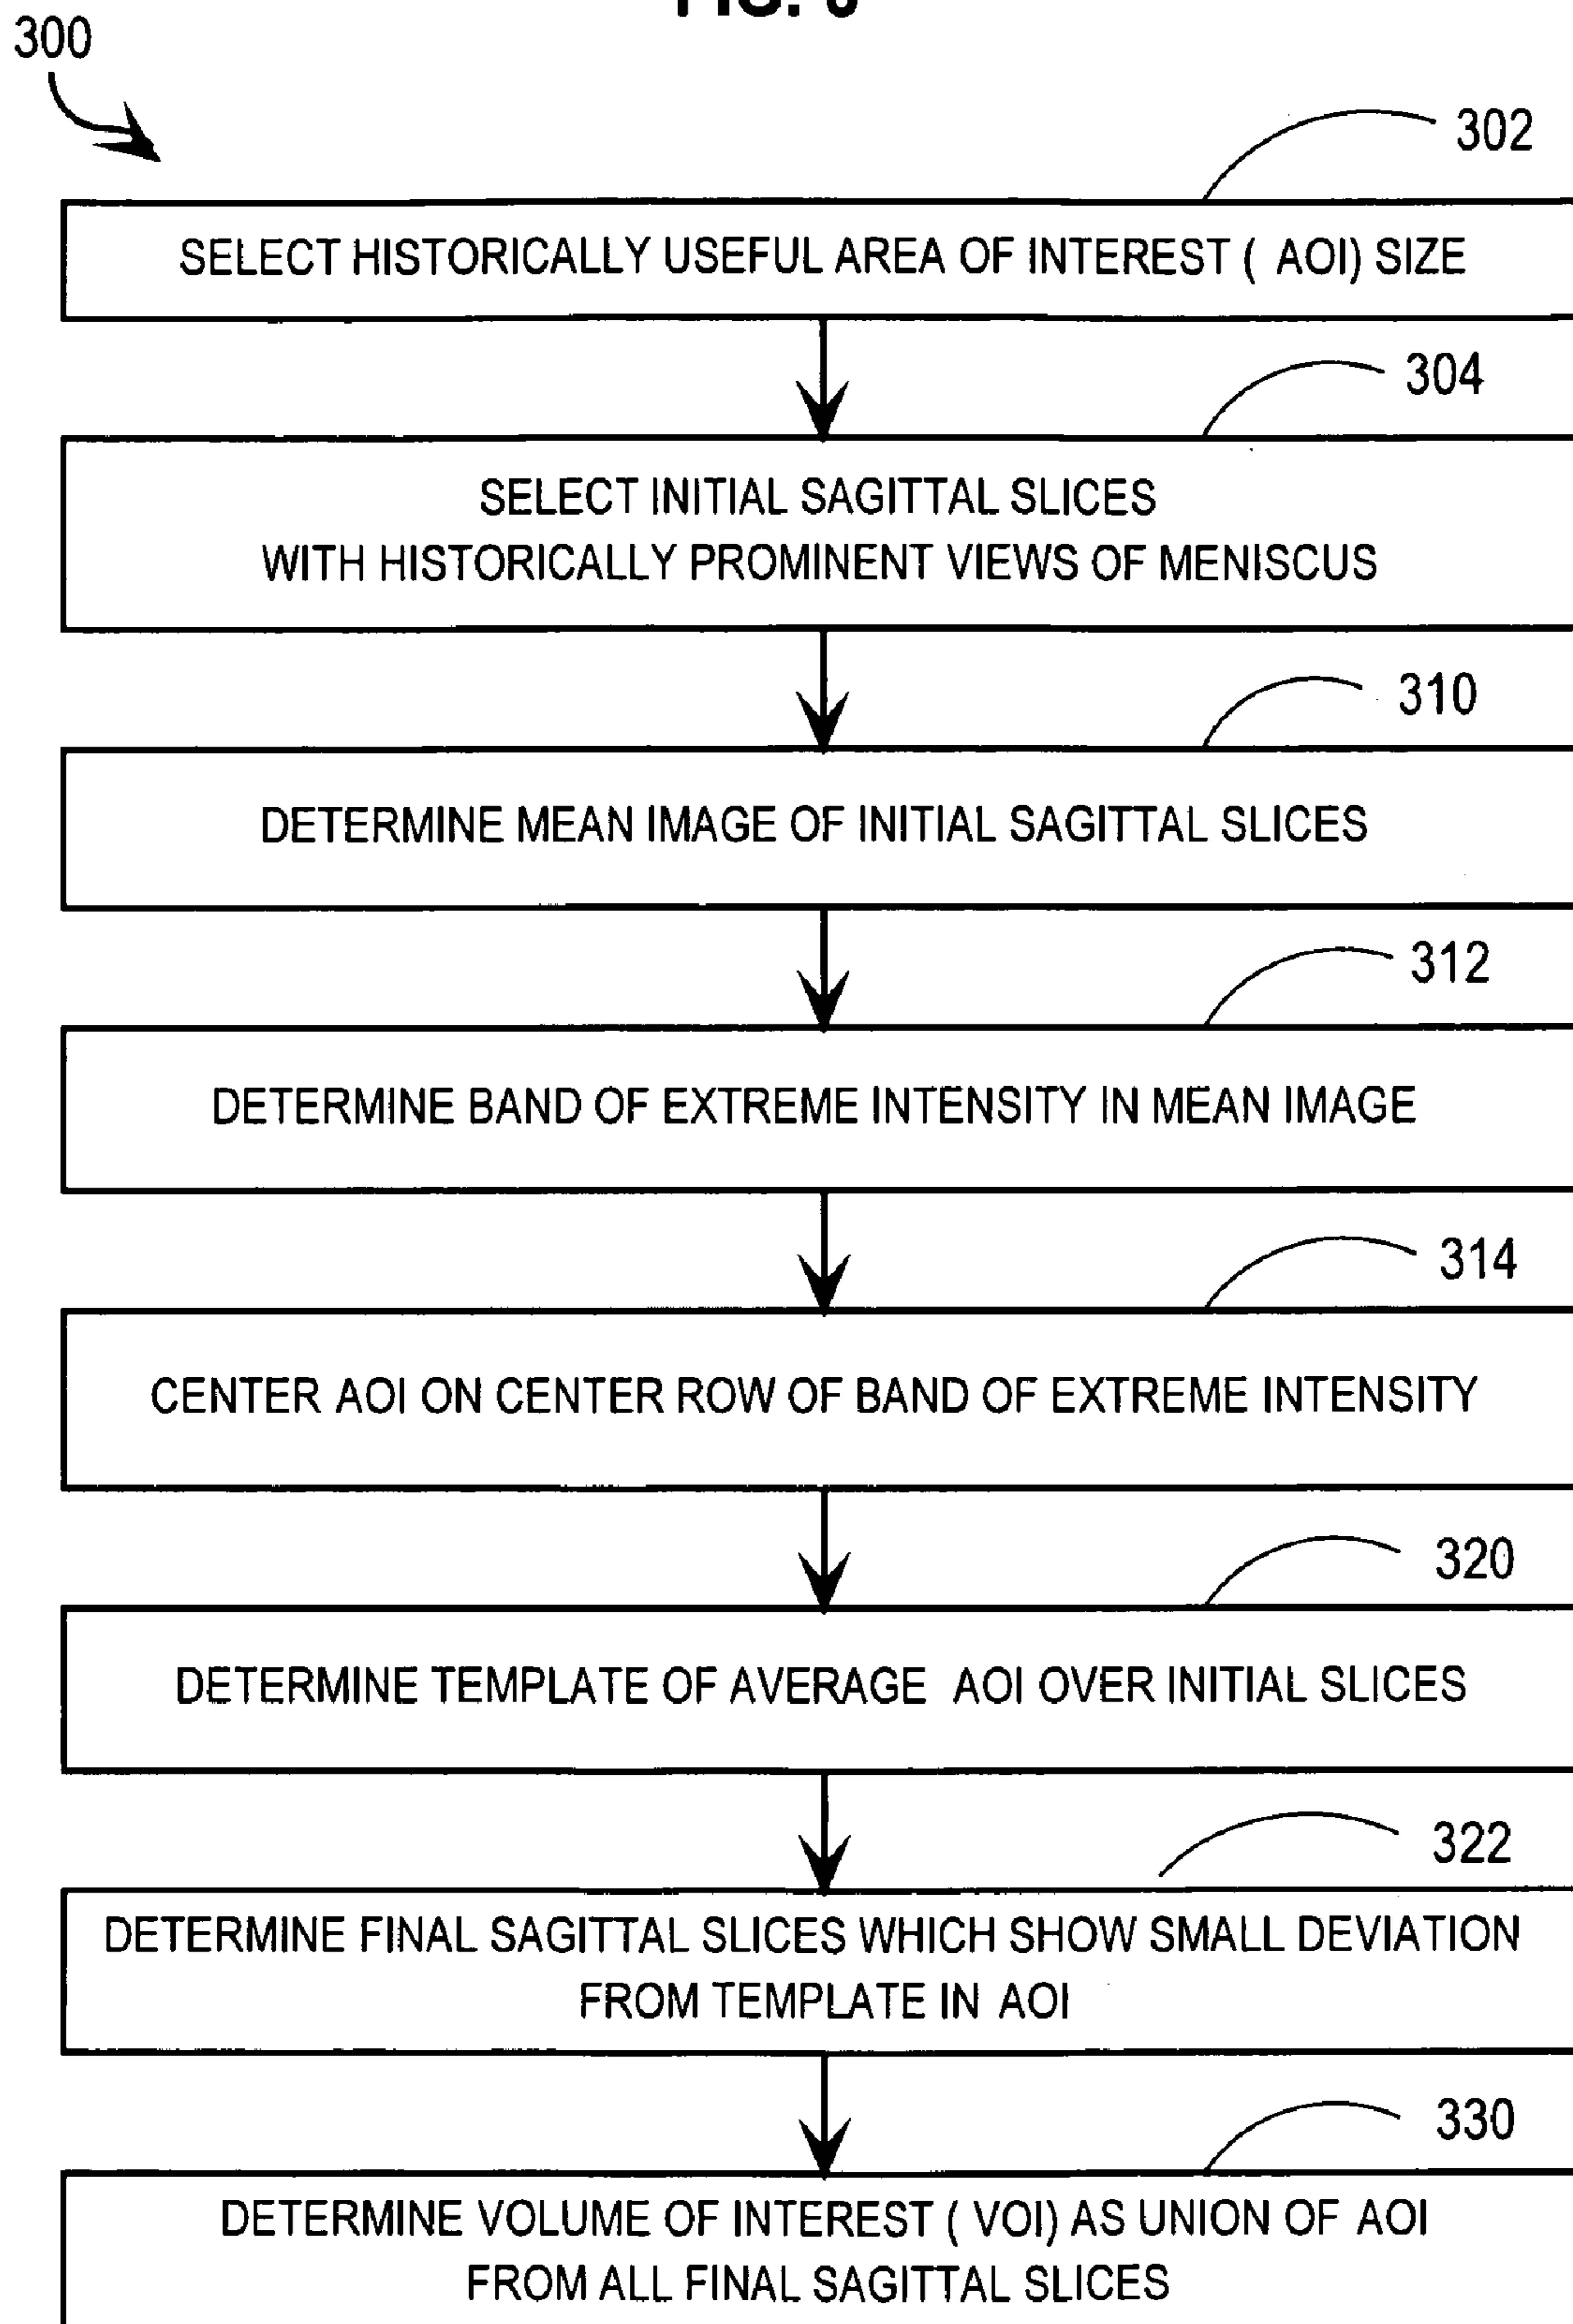 FIG.
300
302
SELECT HISTORICALLY USEFUL AREA OF INTEREST ( AOI) SIZE
304
SELECT INITIAL SAGITTAL SLICES
WITH HISTORICALLY PROMINENT VIEWS OF MENISCUS
310
DETERMINE MEAN IMAGE OF INITIAL SAGITTAL SLICES
312
DETERMINE BAND OF EXTREME INTENSITY IN MEAN IMAGE
314
CENTER AOI ON CENTER ROW OF BAND OF EXTREME INTENSITY
320
DETERMINE TEMPLATE OF AVERAGE AOI OVER INITIAL SLICES
322
DETERMINE FINAL SAGITTAL SLICES WHICH SHOW SMALL DEVIATION
FROM TEMPLATE IN AOI
330
DETERMINE VOLUME OF INTEREST ( VOI) AS UNION OF AOI
FROM ALL FINAL SAGITTAL SLICES